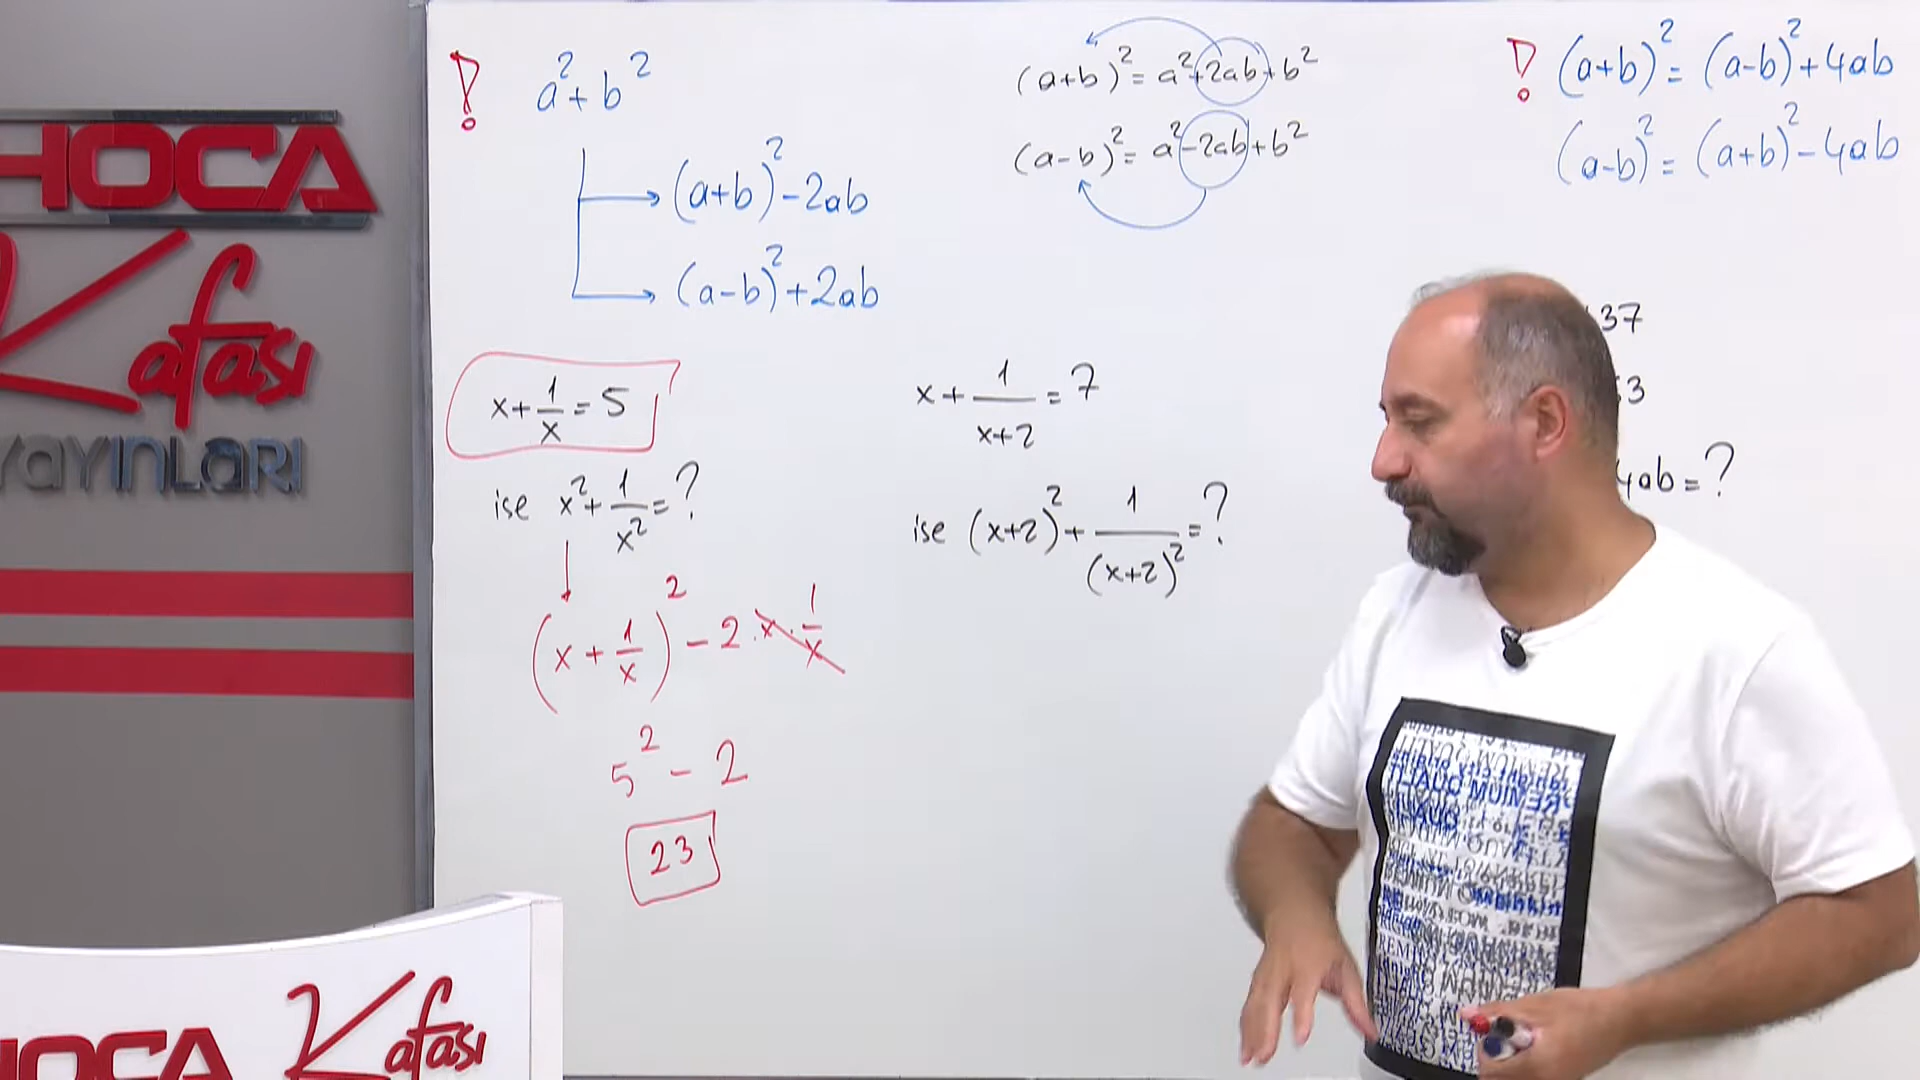 HOCA
Kafası
YAYINLARI
! a² + b²
→ (a+b)² - 2ab
→ (a-b)² + 2ab
(a+b)² = a² + 2ab + b²
(a-b)² = a² - 2ab + b²
! (a+b)² = (a-b)² + 4ab
(a-b)² = (a+b)² - 4ab
x + 1/x = 5
ise x² + 1/x² = ?
(x + 1/x)² - 2 . x . 1/x
5² - 2
23
x + 1/(x+2) = 7
ise (x+2)² + 1/(x+2)² = ?
37
3
4ab = ?
HOCA Kafası